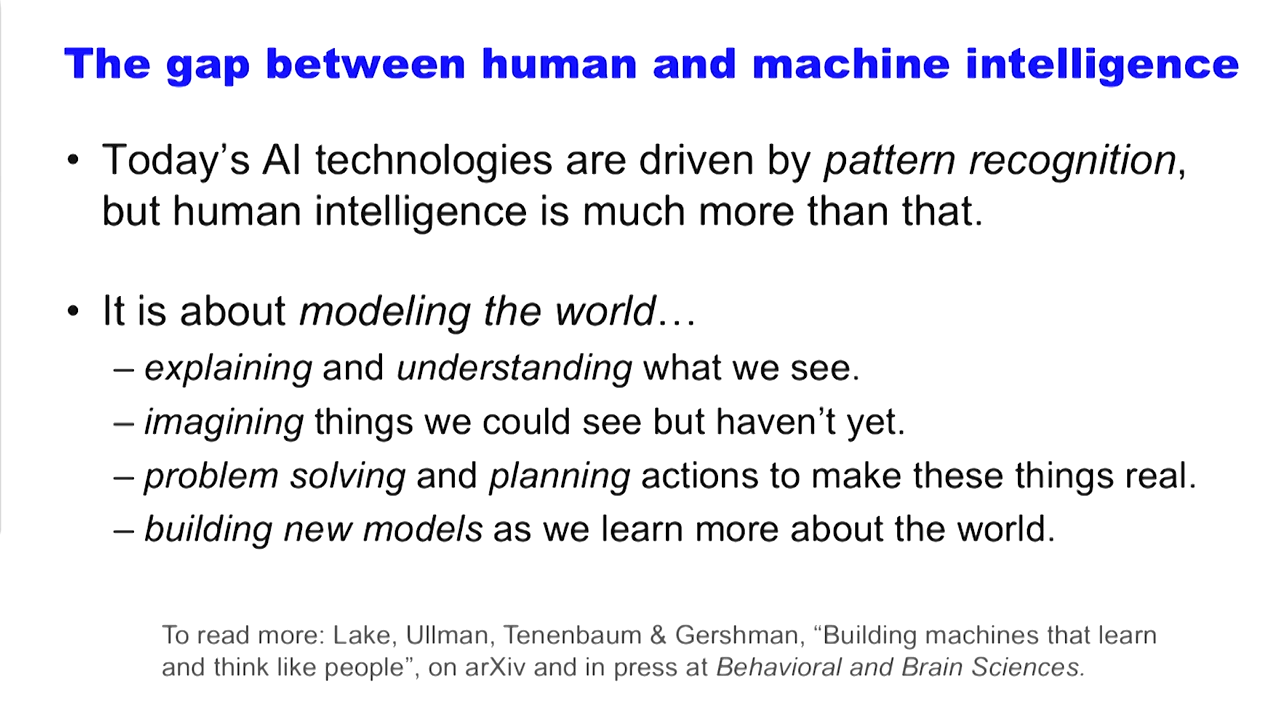 The gap between human and machine intelligence
• Today’s AI technologies are driven by pattern recognition,
but human intelligence is much more than that.
• It is about modeling the world…
– explaining and understanding what we see.
– imagining things we could see but haven’t yet.
– problem solving and planning actions to make these things real.
– building new models as we learn more about the world.
To read more: Lake, Ullman, Tenenbaum & Gershman, “Building machines that learn
and think like people”, on arXiv and in press at Behavioral and Brain Sciences.